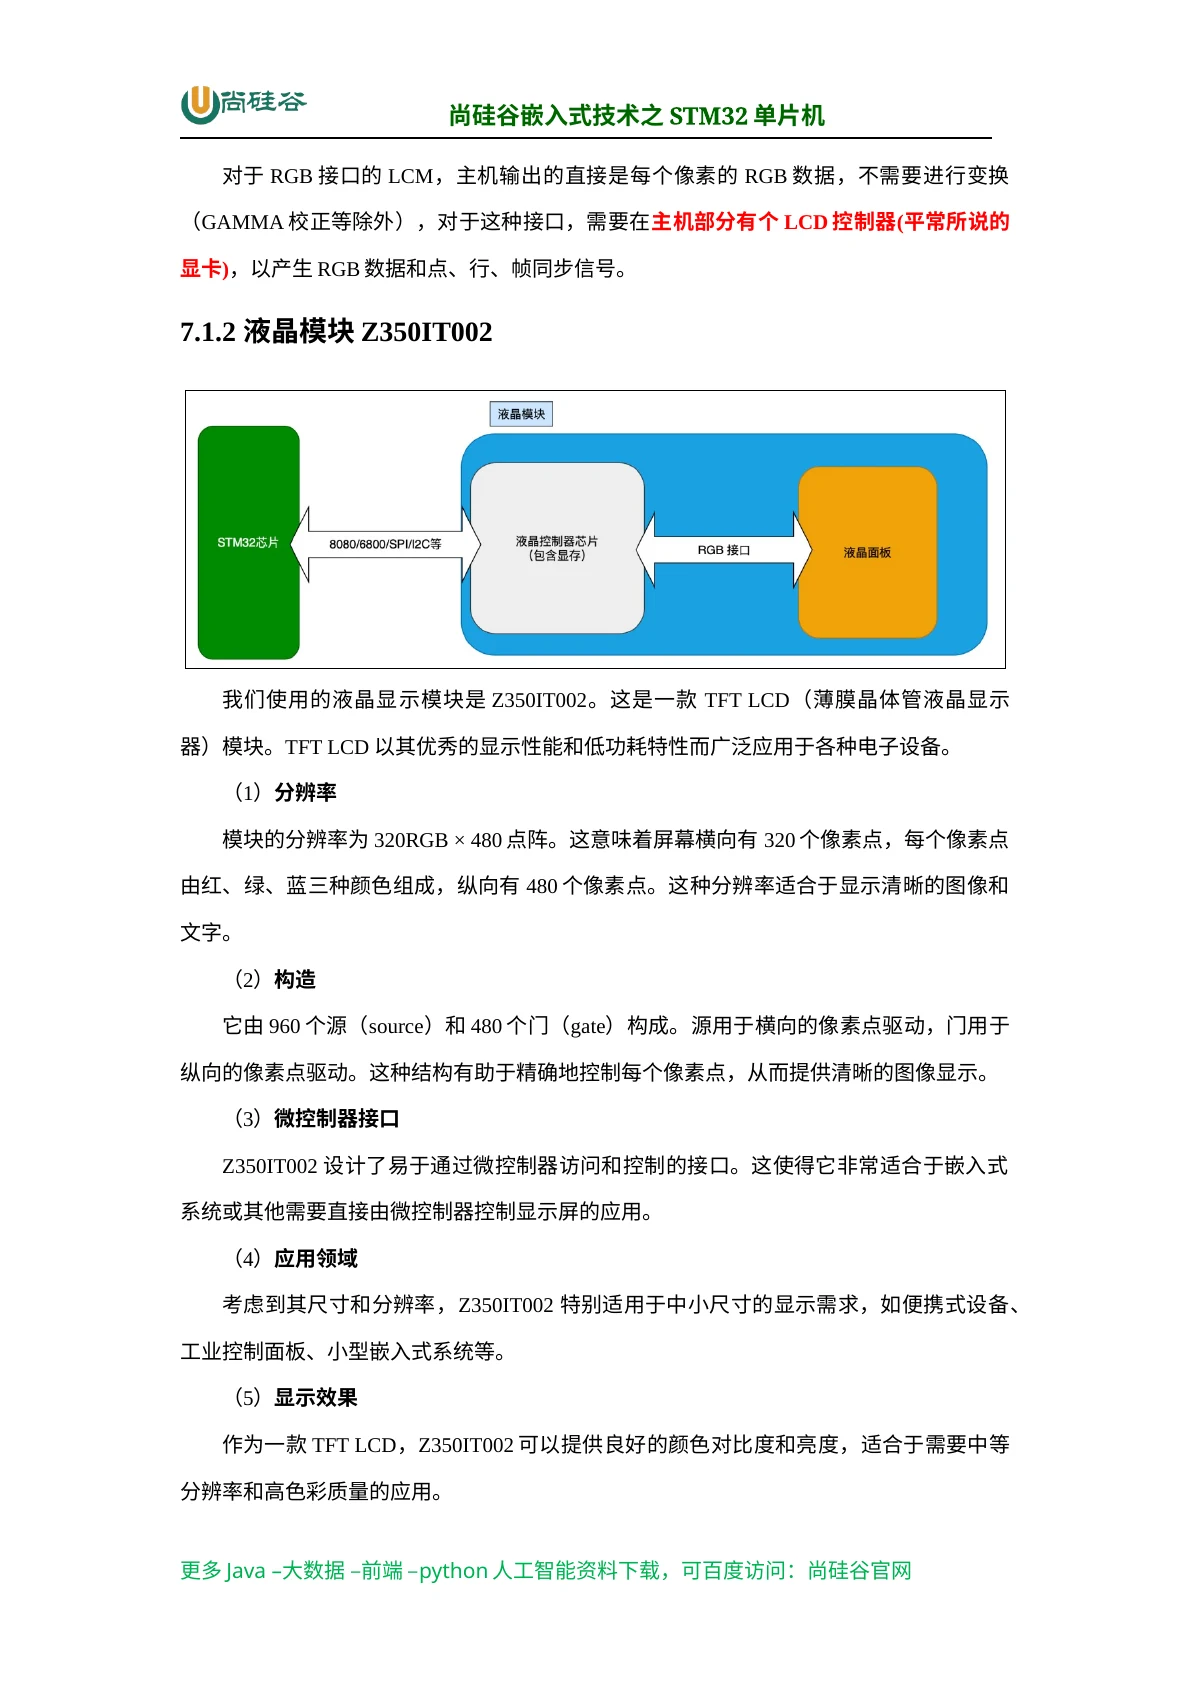 尚硅谷
尚硅谷嵌入式技术之 STM32 单片机
对于 RGB 接口的 LCM，主机输出的直接是每个像素的 RGB 数据，不需要进行变换
（GAMMA 校正等除外），对于这种接口，需要在主机部分有个 LCD 控制器(平常所说的
显卡)，以产生 RGB 数据和点、行、帧同步信号。
7.1.2 液晶模块 Z350IT002
液晶模块
STM32芯片
8080/6800/SPI/I2C等
液晶控制器芯片
（包含显存）
RGB 接口
液晶面板
我们使用的液晶显示模块是 Z350IT002。这是一款 TFT LCD（薄膜晶体管液晶显示
器）模块。TFT LCD 以其优秀的显示性能和低功耗特性而广泛应用于各种电子设备。
（1）分辨率
模块的分辨率为 320RGB × 480 点阵。这意味着屏幕横向有 320 个像素点，每个像素点
由红、绿、蓝三种颜色组成，纵向有 480 个像素点。这种分辨率适合于显示清晰的图像和
文字。
（2）构造
它由 960 个源（source）和 480 个门（gate）构成。源用于横向的像素点驱动，门用于
纵向的像素点驱动。这种结构有助于精确地控制每个像素点，从而提供清晰的图像显示。
（3）微控制器接口
Z350IT002 设计了易于通过微控制器访问和控制的接口。这使得它非常适合于嵌入式
系统或其他需要直接由微控制器控制显示屏的应用。
（4）应用领域
考虑到其尺寸和分辨率，Z350IT002 特别适用于中小尺寸的显示需求，如便携式设备、
工业控制面板、小型嵌入式系统等。
（5）显示效果
作为一款 TFT LCD，Z350IT002 可以提供良好的颜色对比度和亮度，适合于需要中等
分辨率和高色彩质量的应用。
更多 Java –大数据 –前端 –python 人工智能资料下载，可百度访问：尚硅谷官网